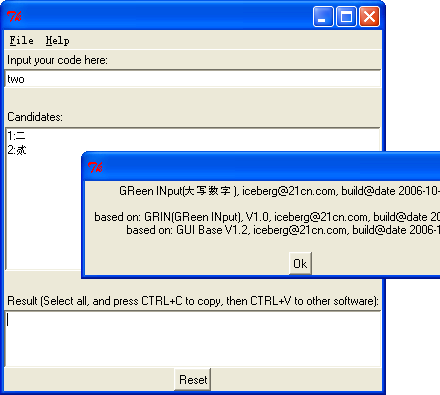 File Help
Input your code here:
two
Candidates:
1:二
2:贰
GReen INput(大写数字), iceberg@21cn.com, build@date 2006-10-
based on: GRIN(GReen INput), V1.0, iceberg@21cn.com, build@date 200
based on: GUI Base V1.2, iceberg@21cn.com, build@date 2006-1
Ok
Result (Select all, and press CTRL+C to copy, then CTRL+V to other software):
Reset